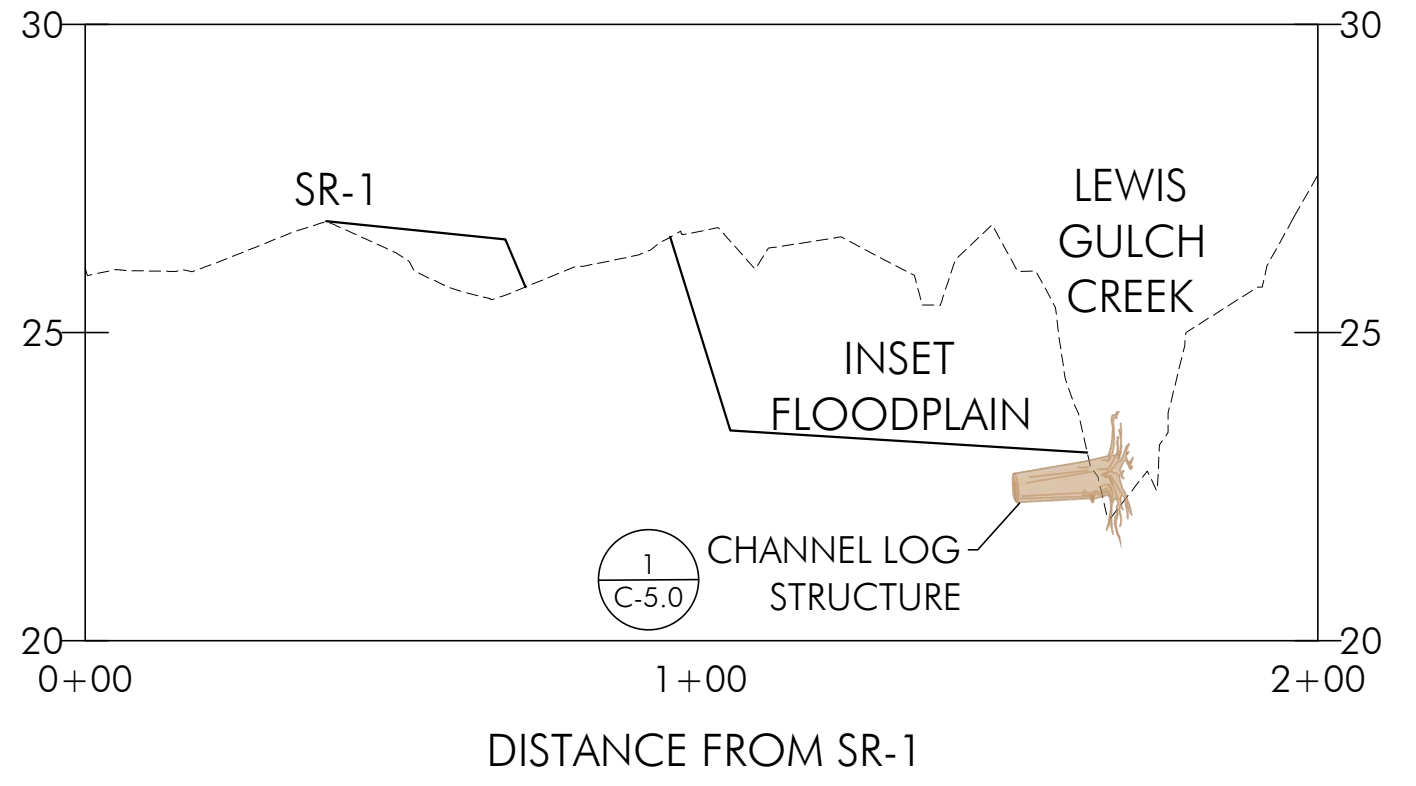 30
30
SR-1
LEWIS
GULCH
CREEK
25
25
INSET
FLOODPLAIN
1
C-5.0
CHANNEL LOG
STRUCTURE
20
20
0+00
1+00
2+00
DISTANCE FROM SR-1